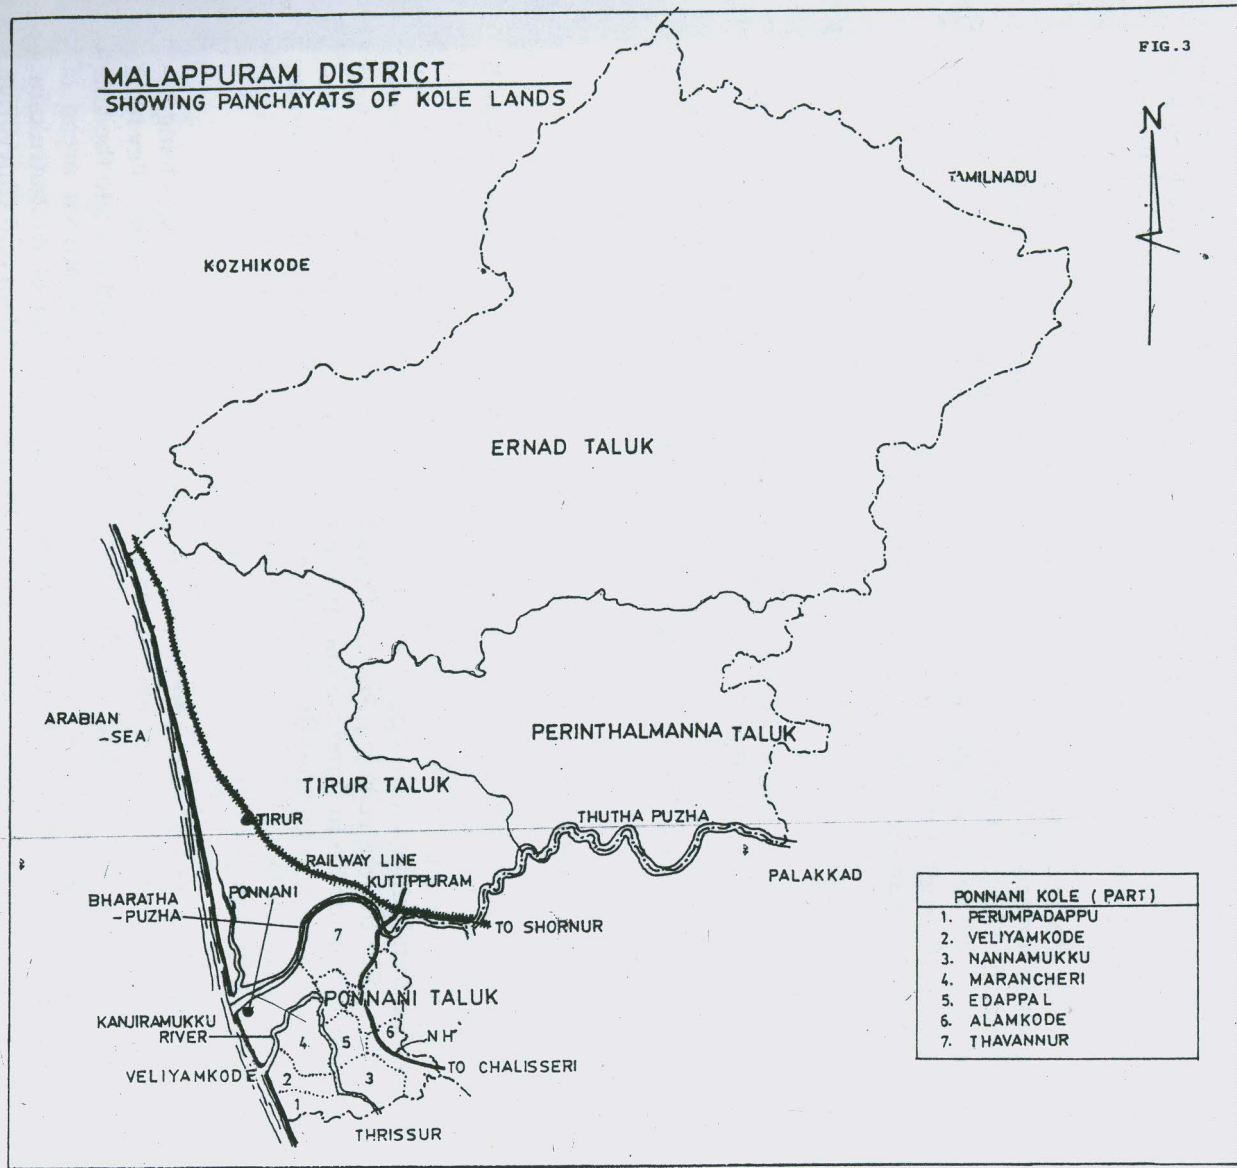 FIG.3
MALAPPURAM DISTRICT
SHOWING PANCHAYATS OF KOLE LANDS
N
TAMILNADU
KOZHIKODE
ERNAD TALUK
ARABIAN
-SEA
PERINTHALMANNA TALUK
TIRUR TALUK
TIRUR
THUTHA PUZHA
RAILWAY LINE
KUTTIPPURAM
PALAKKAD
BHARATHA
-PUZHA
PONNANI
TO SHORNUR
7
PONNANI TALUK
KANJIRAMUKKU
RIVER
4
5
6
NH
VELIYAMKODE
TO CHALISSERI
2
3
1
THRISSUR
PONNANI KOLE (PART)
1. PERUMPADAPPU
2. VELIYAMKODE
3. NANNAMUKKU
4. MARANCHERI
5. EDAPPAL
6. ALAMKODE
7. THAVANNUR